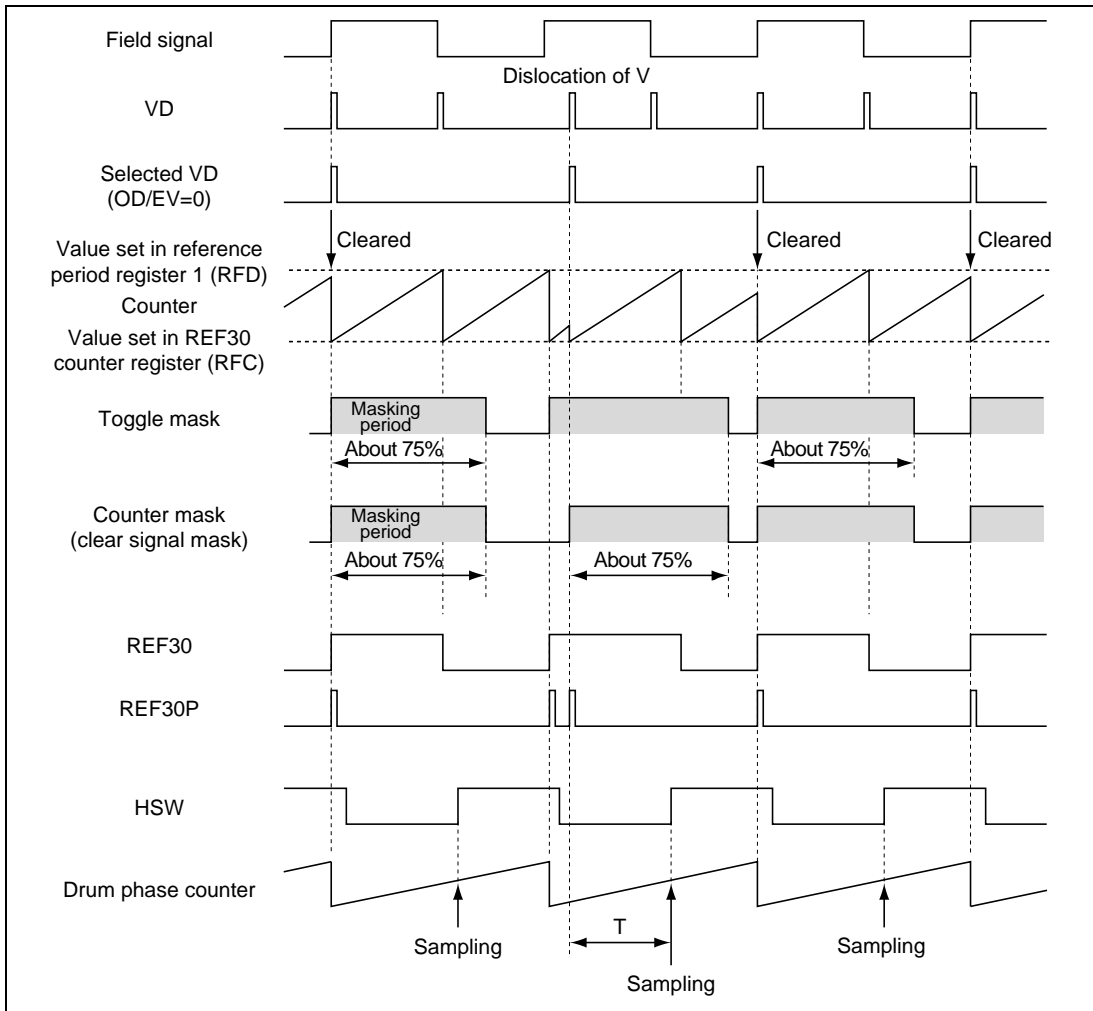 Field signal
Dislocation of V
VD
Selected VD
(OD/EV=0)
Cleared
Cleared
Cleared
Value set in reference
period register 1 (RFD)
Counter
Value set in REF30
counter register (RFC)
Toggle mask
Masking
period
About 75%
About 75%
Counter mask
(clear signal mask)
Masking
period
About 75%
About 75%
REF30
REF30P
HSW
Drum phase counter
T
Sampling
Sampling
Sampling